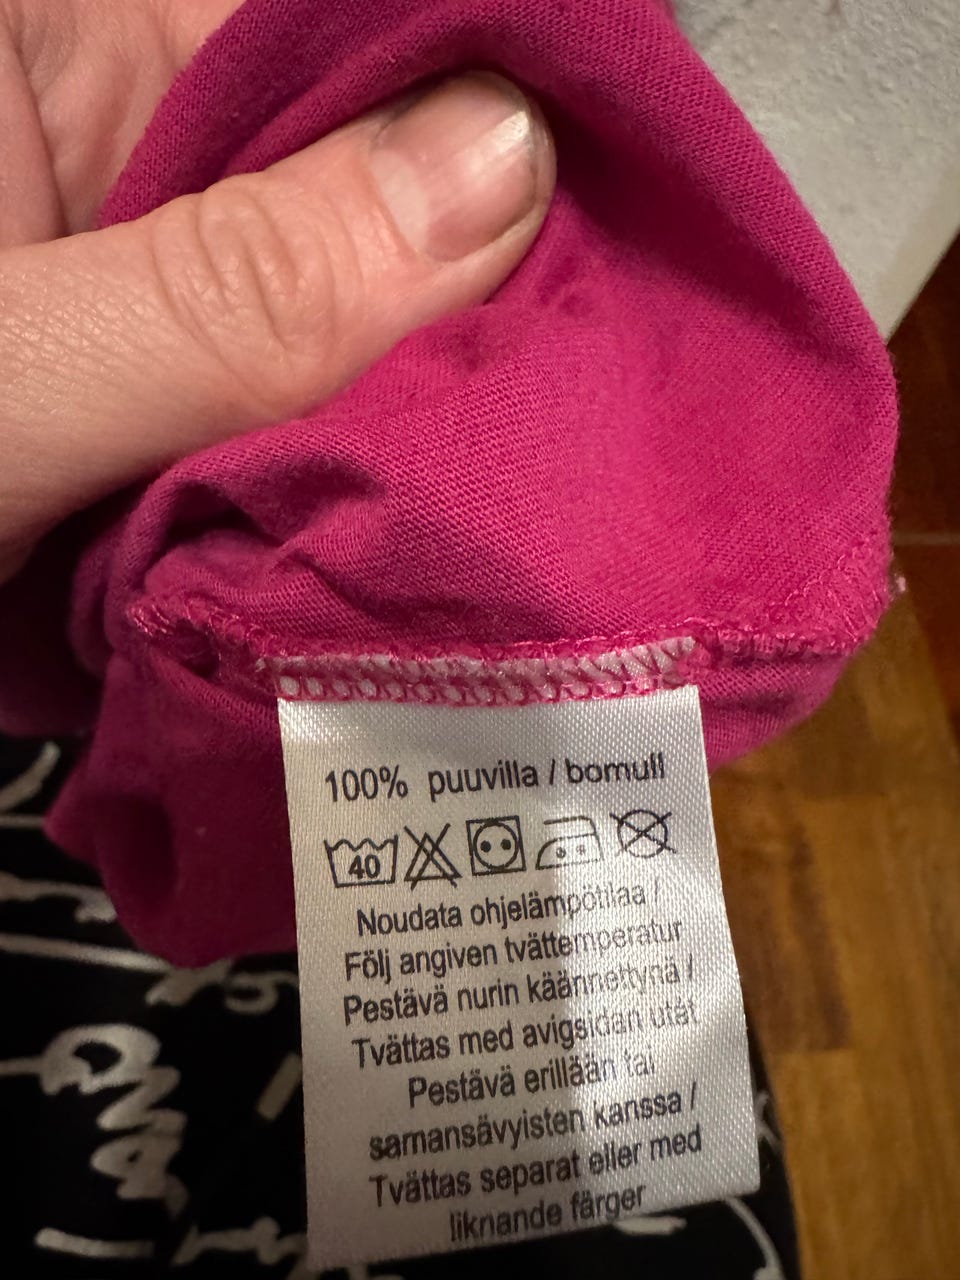 100% puuvilla / bomull
40
Noudata ohjelämpötilaa /
Följ angiven tvättemperatur
Pestävä nurin käännettynä /
Tvättas med avigsidan utåt
Pestävä erillään tai
samansävyisten kanssa /
Tvättas separat eller med
liknande färger